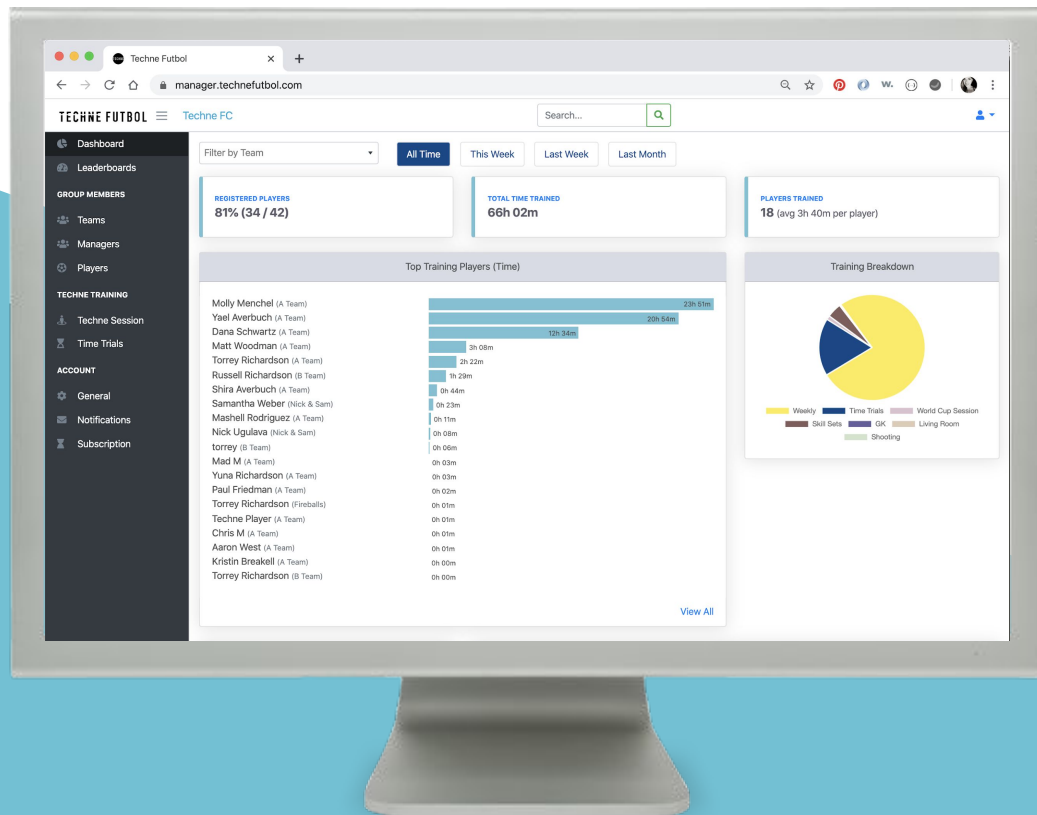 Techne Futbol
manager.technefutbol.com
TECHNE FUTBOL Techne FC Search...
Dashboard
Leaderboards
GROUP MEMBERS
Teams
Managers
Players
TECHNE TRAINING
Techne Session
Time Trials
ACCOUNT
General
Notifications
Subscription
Filter by Team All Time This Week Last Week Last Month
REGISTERED PLAYERS
81% (34 / 42)
TOTAL TIME TRAINED
66h 02m
PLAYERS TRAINED
18 (avg 3h 40m per player)
Top Training Players (Time)
Molly Menchel (A Team) 23h 51m
Yael Averbuch (A Team) 20h 54m
Dana Schwartz (A Team) 12h 34m
Matt Woodman (A Team) 3h 08m
Torrey Richardson (A Team) 2h 22m
Russell Richardson (B Team) 1h 29m
Shira Averbuch (A Team) 0h 44m
Samantha Weber (Nick & Sam) 0h 23m
Mashell Rodriguez (A Team) 0h 11m
Nick Ugulava (Nick & Sam) 0h 08m
torrey (B Team) 0h 06m
Mad M (A Team) 0h 03m
Yuna Richardson (A Team) 0h 03m
Paul Friedman (A Team) 0h 02m
Torrey Richardson (Fireballs) 0h 01m
Techne Player (A Team) 0h 01m
Chris M (A Team) 0h 01m
Aaron West (A Team) 0h 01m
Kristin Breakell (A Team) 0h 00m
Torrey Richardson (B Team) 0h 00m
View All
Training Breakdown
Weekly Time Trials World Cup Session
Skill Sets GK Living Room
Shooting